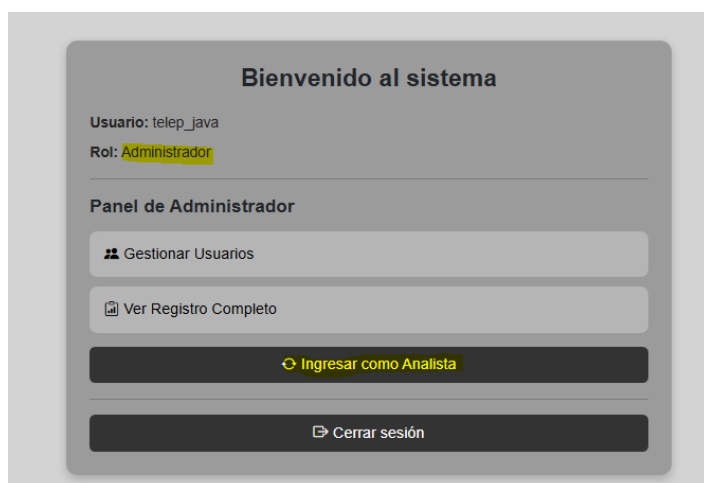 Bienvenido al sistema
Usuario: telep_java
Rol: Administrador
Panel de Administrador
Gestionar Usuarios
Ver Registro Completo
Ingresar como Analista
Cerrar sesión